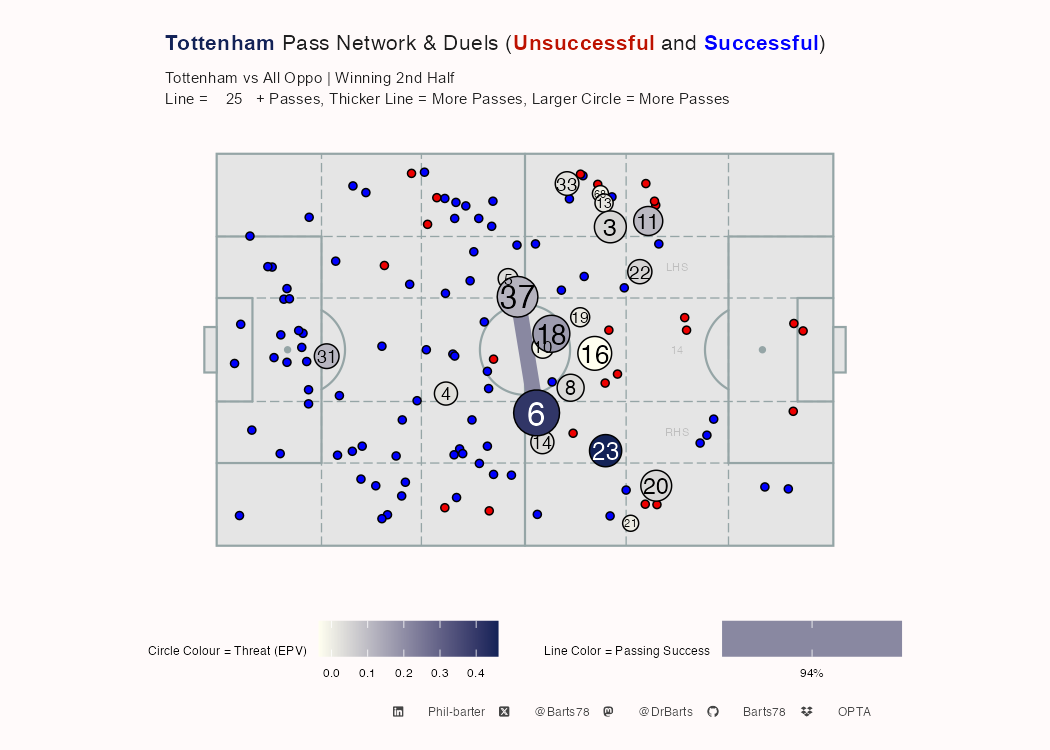 Tottenham Pass Network & Duels (Unsuccessful and Successful)
Tottenham vs All Oppo | Winning 2nd Half
Line = 25 + Passes, Thicker Line = More Passes, Larger Circle = More Passes
33
13
3
11
22
LHS
5
37
19
18
10
16
14
31
4
8
6
14
23
RHS
20
21
Circle Colour = Threat (EPV)
0.0 0.1 0.2 0.3 0.4
Line Color = Passing Success
94%
Phil-barter @Barts78 @DrBarts Barts78 OPTA